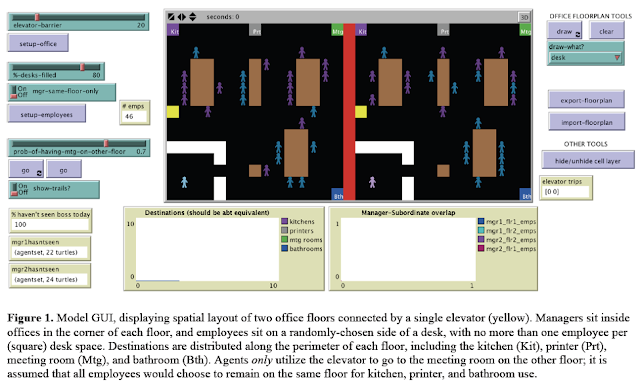 elevator-barrier 20
setup-office
%-desks-filled 80
On
Off
mgr-same-floor-only
setup-employees
# emps
46
prob-of-having-mtg-on-other-floor 0.7
go
go
On
Off
show-trails?
% haven't seen boss today
100
mgr1hasntseen
(agentset, 22 turtles)
mgr2hasntseen
(agentset, 24 turtles)
seconds: 0
3D
Kit
Prt
Mtg
Kit
Prt
Mtg
Bth
Bth
Destinations (should be abt equivalent)
10
0
0
10
kitchens
printers
mtg rooms
bathrooms
Manager-Subordinate overlap
1
0
0
1
mgr1_flr1_emps
mgr1_flr2_emps
mgr2_flr2_emps
mgr2_flr1_emps
OFFICE FLOORPLAN TOOLS
draw
clear
draw-what?
desk
export-floorplan
import-floorplan
OTHER TOOLS
hide/unhide cell layer
elevator trips
[0 0]
Figure 1. Model GUI, displaying spatial layout of two office floors connected by a single elevator (yellow). Managers sit inside
offices in the corner of each floor, and employees sit on a randomly-chosen side of a desk, with no more than one employee per
(square) desk space. Destinations are distributed along the perimeter of each floor, including the kitchen (Kit), printer (Prt),
meeting room (Mtg), and bathroom (Bth). Agents only utilize the elevator to go to the meeting room on the other floor; it is
assumed that all employees would choose to remain on the same floor for kitchen, printer, and bathroom use.